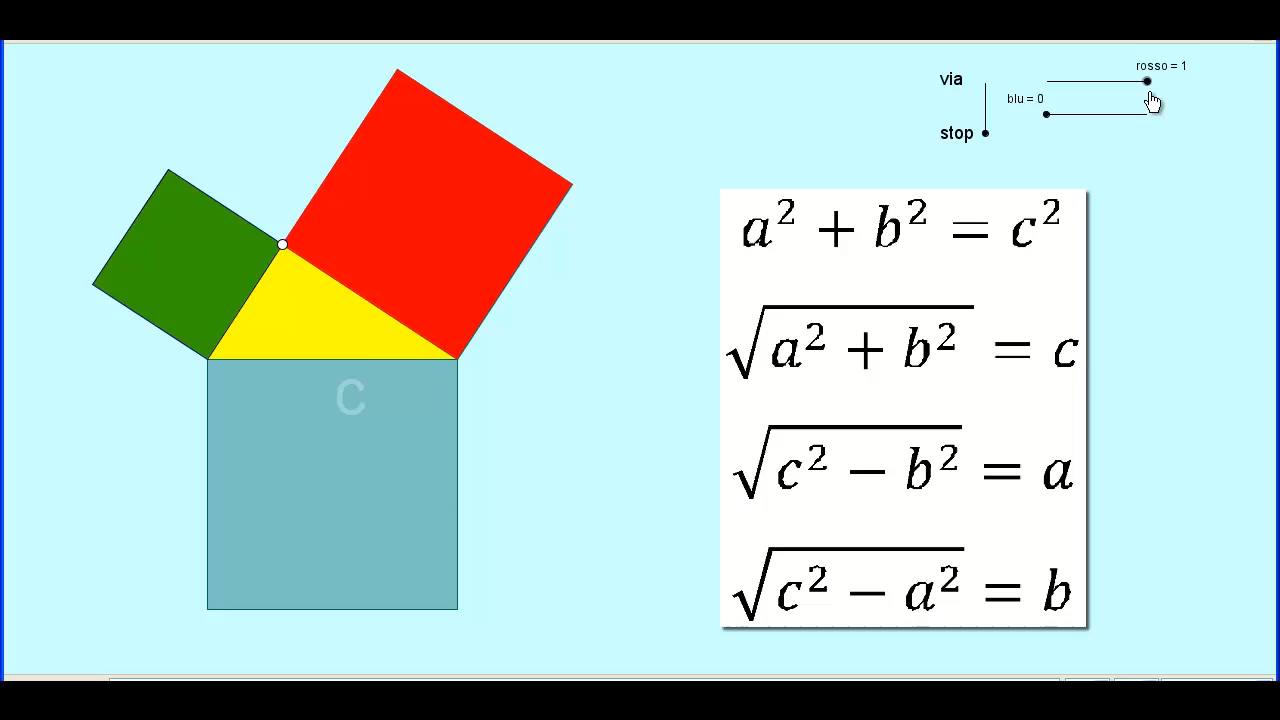 rosso = 1
via
blu = 0
stop
a² + b² = c²
√(a² + b²) = c
√(c² − b²) = a
√(c² − a²) = b
C